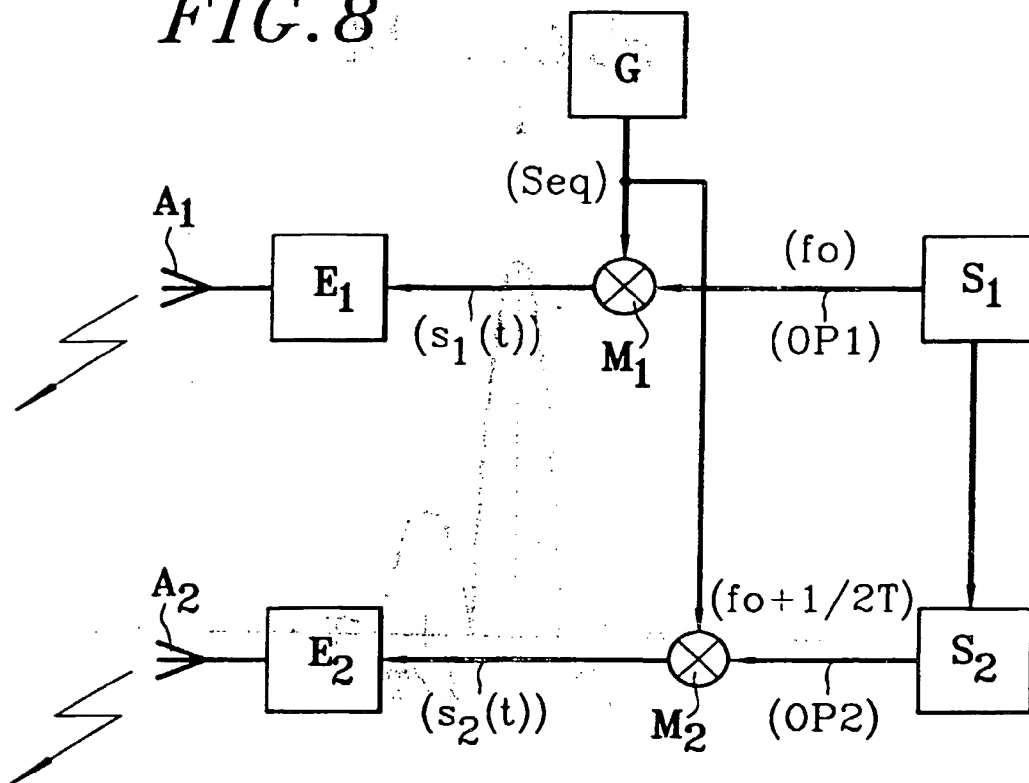 FIG. 8
G
(Seq)
A1
E1
(s1(t))
M1
(fo)
(OP1)
S1
A2
E2
(s2(t))
M2
(fo+1/2T)
(OP2)
S2